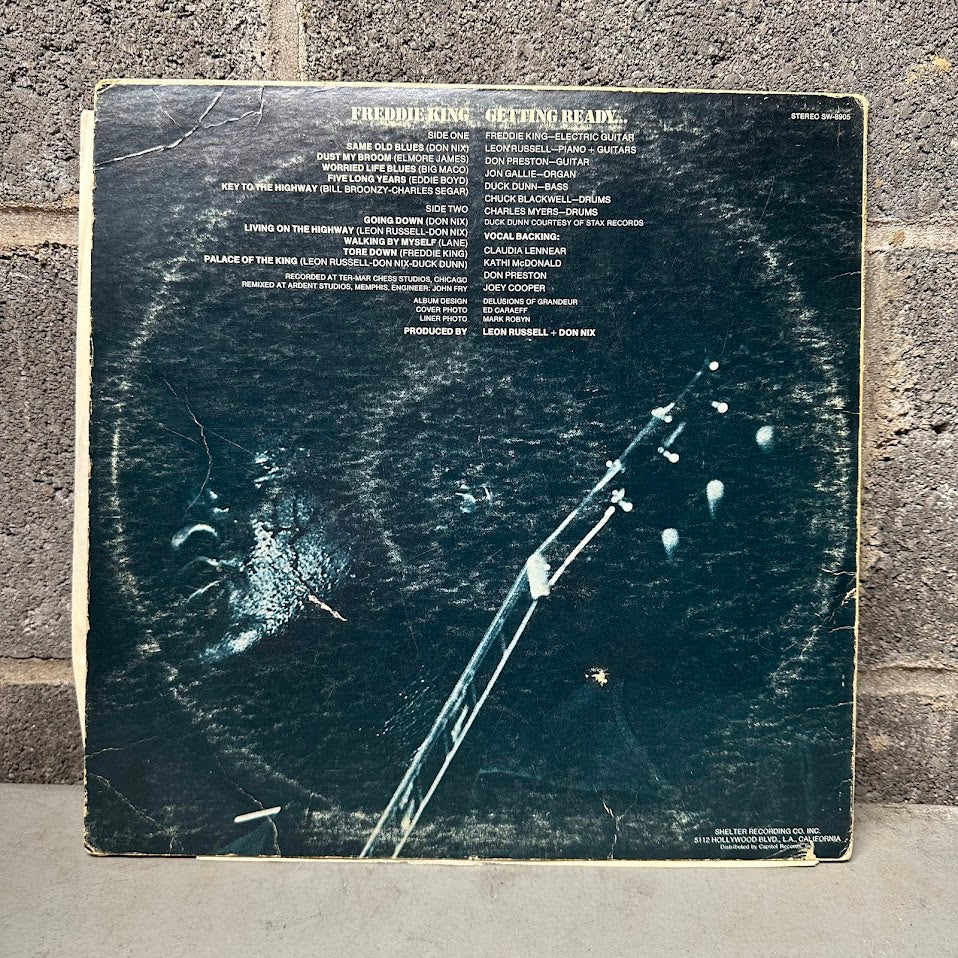 FREDDIE KING GETTING READY...
STEREO SW-8905
SIDE ONE
SAME OLD BLUES (DON NIX)
DUST MY BROOM (ELMORE JAMES)
WORRIED LIFE BLUES (BIG MACO)
FIVE LONG YEARS (EDDIE BOYD)
KEY TO THE HIGHWAY (BILL BROONZY-CHARLES SEGAR)
SIDE TWO
GOING DOWN (DON NIX)
LIVING ON THE HIGHWAY (LEON RUSSELL-DON NIX)
WALKING BY MYSELF (LANE)
TORE DOWN (FREDDIE KING)
PALACE OF THE KING (LEON RUSSELL-DON NIX-DUCK DUNN)
RECORDED AT TER-MAR CHESS STUDIOS, CHICAGO
REMIXED AT ARDENT STUDIOS, MEMPHIS, ENGINEER: JOHN FRY
FREDDIE KING—ELECTRIC GUITAR
LEON RUSSELL—PIANO + GUITARS
DON PRESTON—GUITAR
JON GALLIE—ORGAN
DUCK DUNN—BASS
CHUCK BLACKWELL—DRUMS
CHARLES MYERS—DRUMS
DUCK DUNN COURTESY OF STAX RECORDS
VOCAL BACKING:
CLAUDIA LENNEAR
KATHI McDONALD
DON PRESTON
JOEY COOPER
ALBUM DESIGN DELUSIONS OF GRANDEUR
COVER PHOTO ED CARAEFF
LINER PHOTO MARK ROBYN
PRODUCED BY LEON RUSSELL + DON NIX
SHELTER RECORDING CO. INC.
5112 HOLLYWOOD BLVD., L.A., CALIFORNIA
Distributed by Capitol Records,